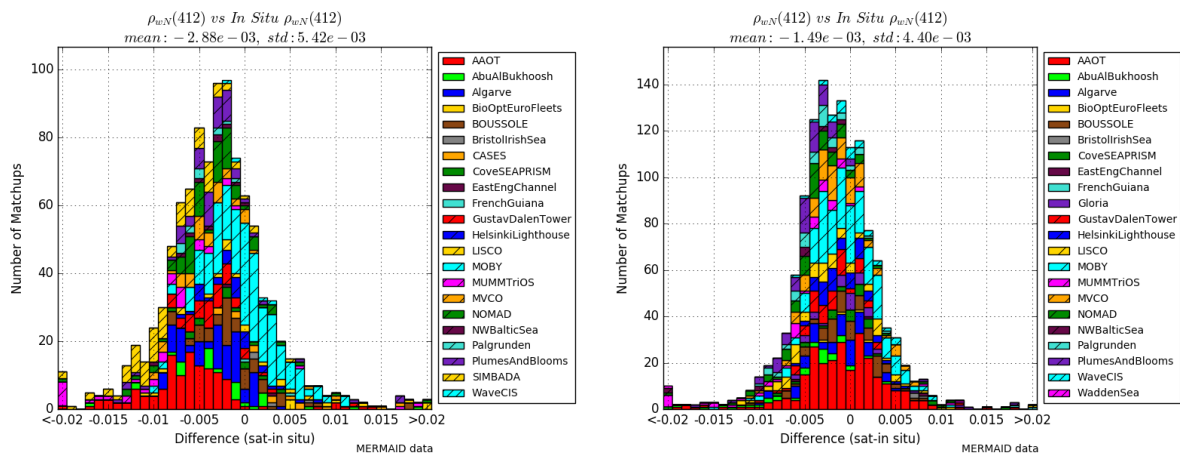 ρwN(412) vs In Situ ρwN(412)
mean: −2.88e−03, std: 5.42e−03
Number of Matchups
100
80
60
40
20
0
<-0.02 -0.015 -0.01 -0.005 0 0.005 0.01 0.015 >0.02
Difference (sat-in situ)
MERMAID data
AAOT
AbuAlBukhoosh
Algarve
BioOptEuroFleets
BOUSSOLE
BristolIrishSea
CASES
CoveSEAPRISM
EastEngChannel
FrenchGuiana
GustavDalenTower
HelsinkiLighthouse
LISCO
MOBY
MUMMTriOS
MVCO
NOMAD
NWBalticSea
Palgrunden
PlumesAndBlooms
SIMBADA
WaveCIS
ρwN(412) vs In Situ ρwN(412)
mean: −1.49e−03, std: 4.40e−03
Number of Matchups
140
120
100
80
60
40
20
0
<-0.02 -0.015 -0.01 -0.005 0 0.005 0.01 0.015 >0.02
Difference (sat-in situ)
MERMAID data
AAOT
AbuAlBukhoosh
Algarve
BioOptEuroFleets
BOUSSOLE
BristolIrishSea
CoveSEAPRISM
EastEngChannel
FrenchGuiana
Gloria
GustavDalenTower
HelsinkiLighthouse
LISCO
MOBY
MUMMTriOS
MVCO
NOMAD
NWBalticSea
Palgrunden
PlumesAndBlooms
WaveCIS
WaddenSea